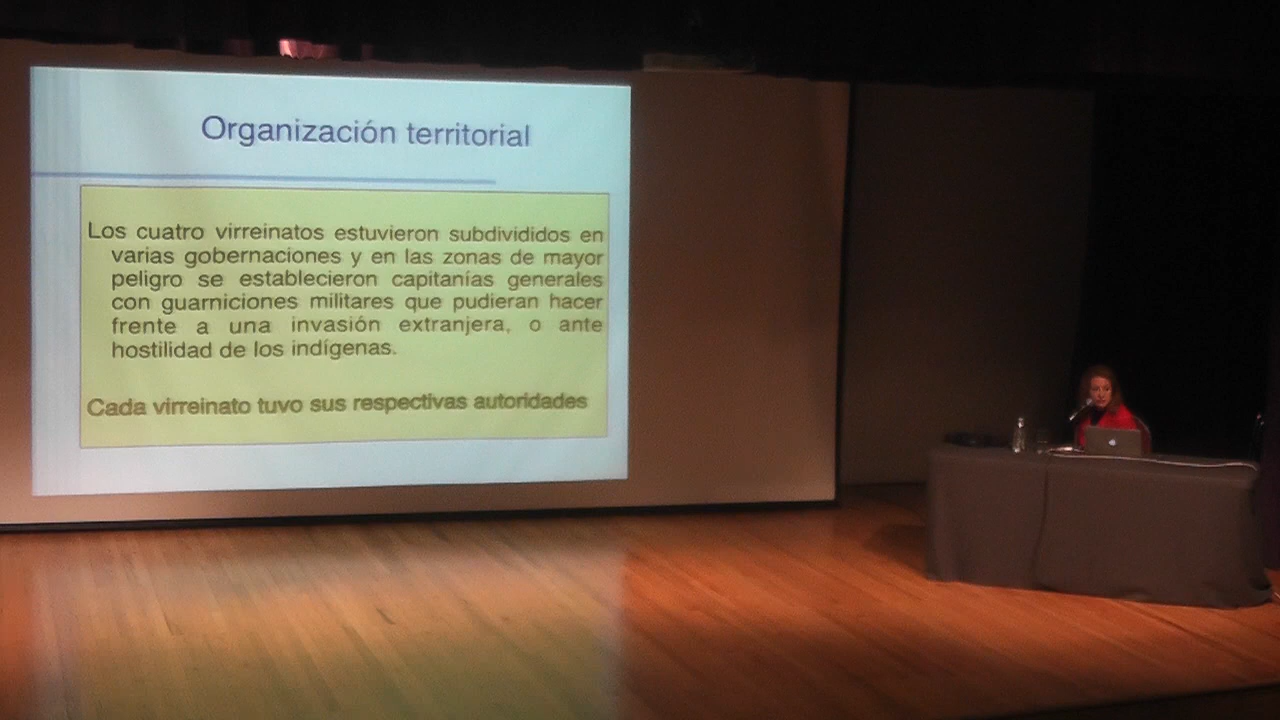 Organización territorial
Los cuatro virreinatos estuvieron subdivididos en
varias gobernaciones y en las zonas de mayor
peligro se establecieron capitanías generales
con guarniciones militares que pudieran hacer
frente a una invasión extranjera, o ante
hostilidad de los indígenas.
Cada virreinato tuvo sus respectivas autoridades